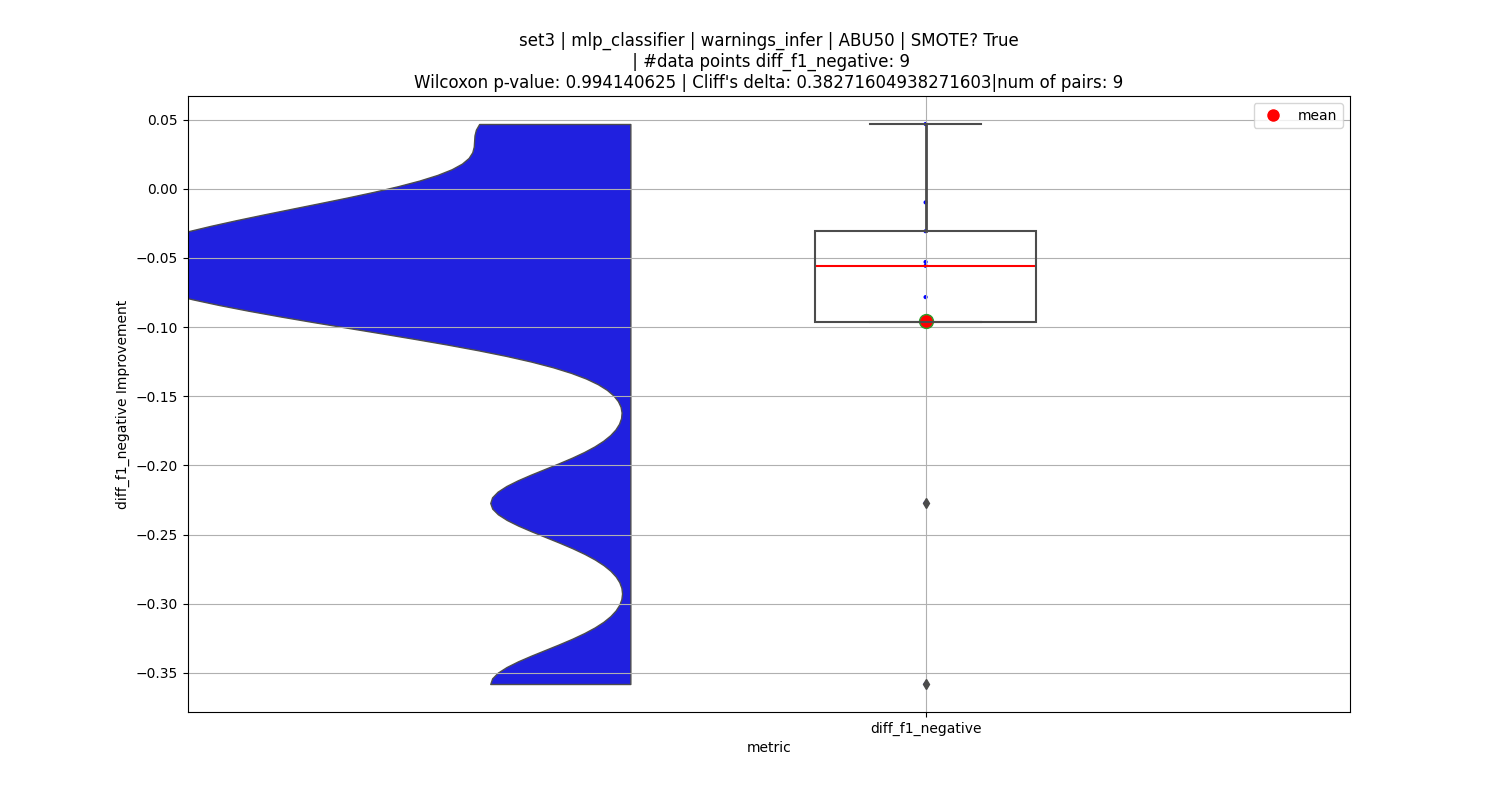 set3 | mlp_classifier | warnings_infer | ABU50 | SMOTE? True
| #data points diff_f1_negative: 9
Wilcoxon p-value: 0.994140625 | Cliff's delta: 0.38271604938271603|num of pairs: 9
mean
0.05
0.00
−0.05
−0.10
−0.15
−0.20
−0.25
−0.30
−0.35
diff_f1_negative Improvement
diff_f1_negative
metric